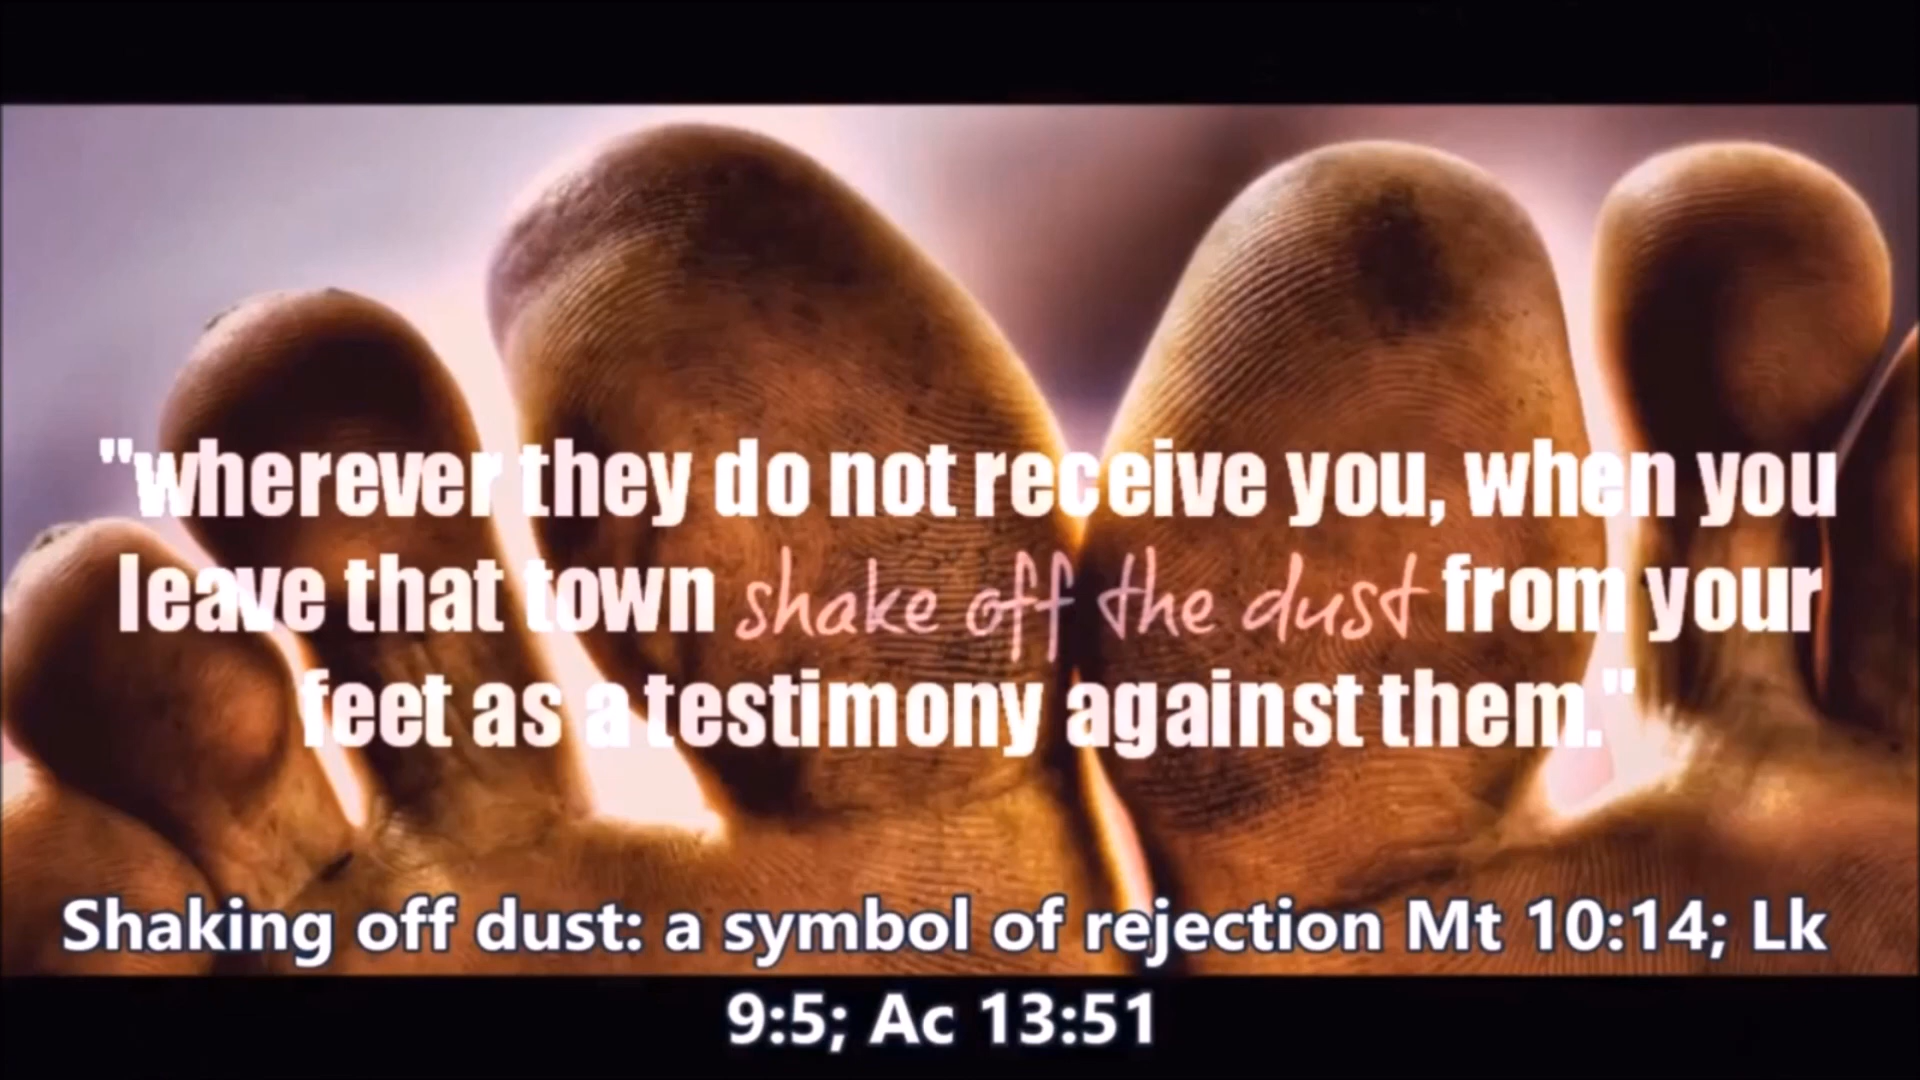 "wherever they do not receive you, when you
leave that town shake off the dust from your
feet as a testimony against them."
Shaking off dust: a symbol of rejection Mt 10:14; Lk
9:5; Ac 13:51